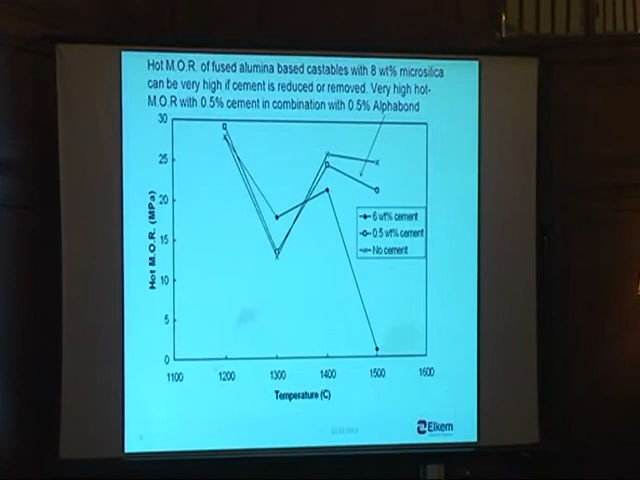 Hot M.O.R. of fused alumina based castables with 8 wt% microsilica
can be very high if cement is reduced or removed. Very high hot-
M.O.R with 0.5% cement in combination with 0.5% Alphabond
30
25
20
15
10
5
0
Hot M.O.R. (MPa)
6 wt% cement
0.5 wt% cement
No cement
1100 1200 1300 1400 1500 1600
Temperature (C)
Elkem